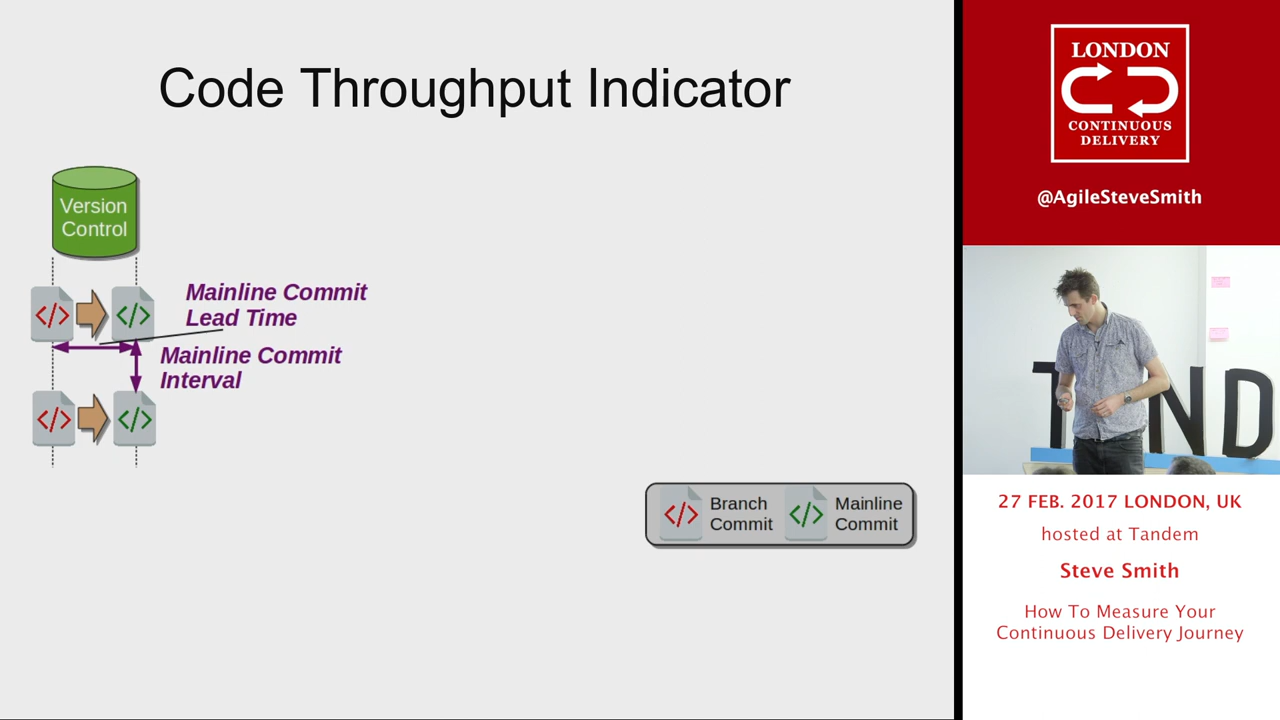 Code Throughput Indicator
Version
Control
</>
</>
Mainline Commit
Lead Time
Mainline Commit
Interval
</>
</>
</>
Branch
Commit
</>
Mainline
Commit
LONDON
CONTINUOUS
DELIVERY
@AgileSteveSmith
T ND
27 FEB. 2017 LONDON, UK
hosted at Tandem
Steve Smith
How To Measure Your
Continuous Delivery Journey